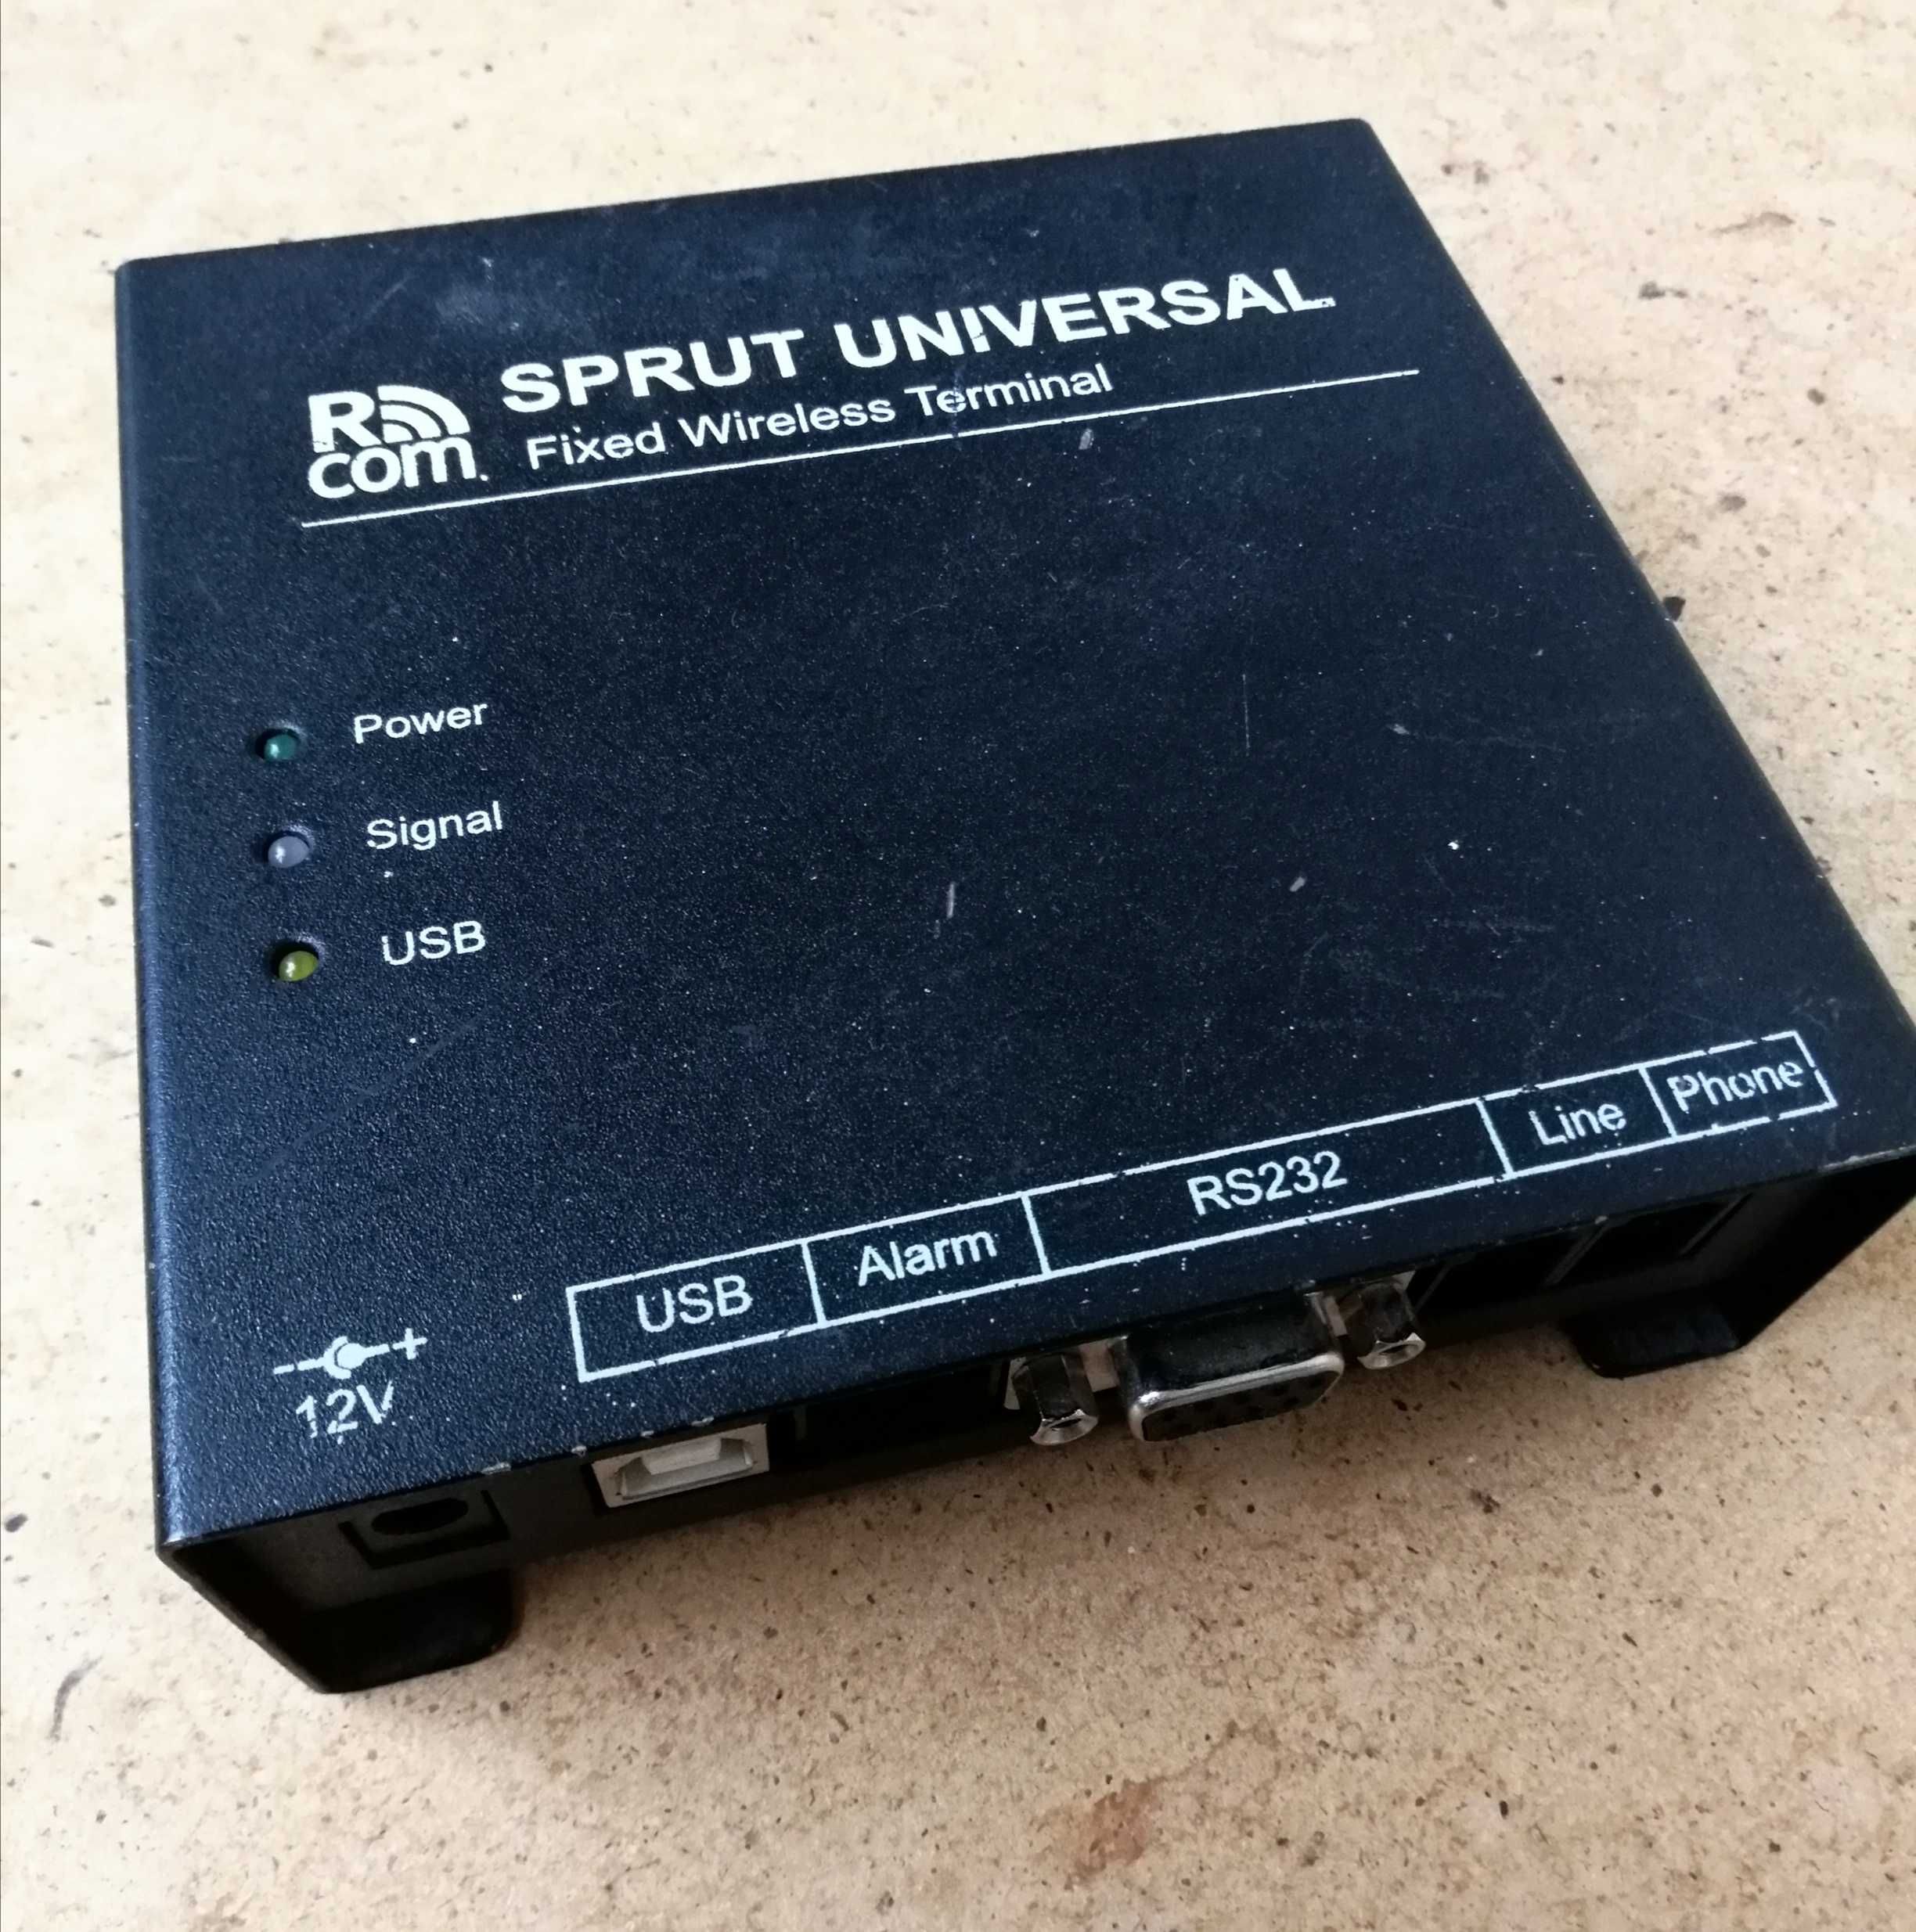 R
com.
SPRUT UNIVERSAL
Fixed Wireless Terminal
Power
Signal
USB
USB
Alarm
RS232
Line
Phone
- +
12V